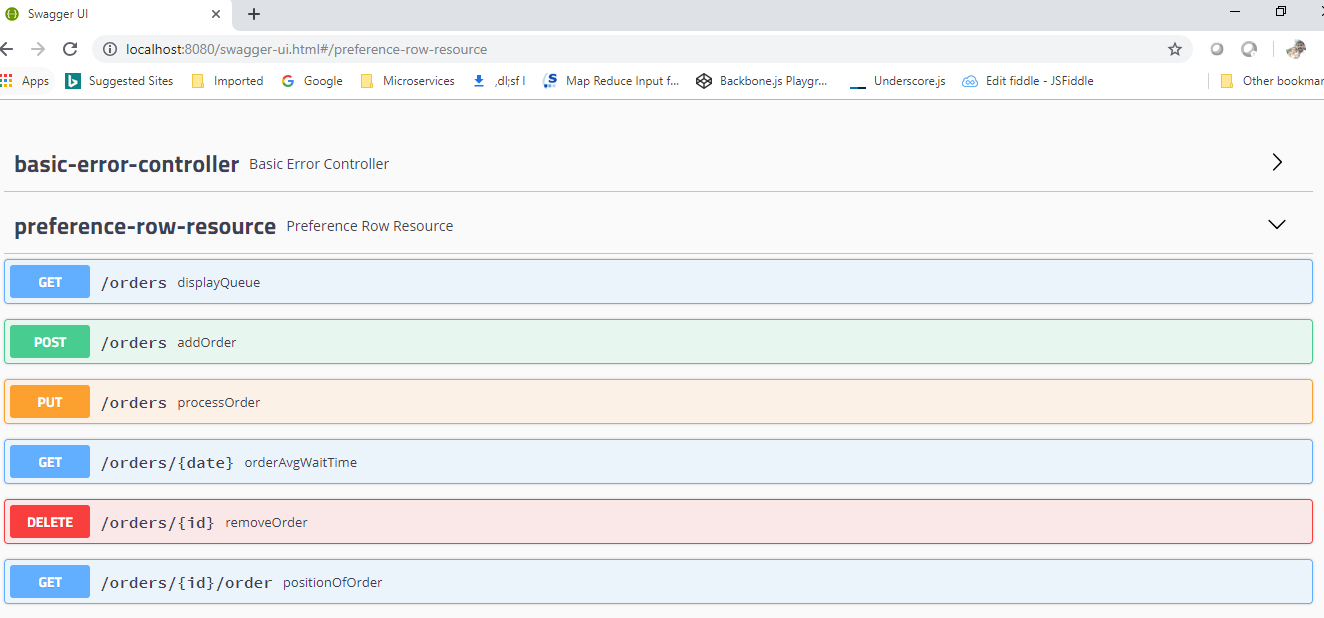 Swagger UI
localhost:8080/swagger-ui.html#/preference-row-resource
Apps Suggested Sites Imported Google Microservices ,dl;sf l Map Reduce Input f... Backbone.js Playgr... Underscore.js Edit fiddle - JSFiddle Other bookmar
basic-error-controller Basic Error Controller
preference-row-resource Preference Row Resource
GET /orders displayQueue
POST /orders addOrder
PUT /orders processOrder
GET /orders/{date} orderAvgWaitTime
DELETE /orders/{id} removeOrder
GET /orders/{id}/order positionOfOrder